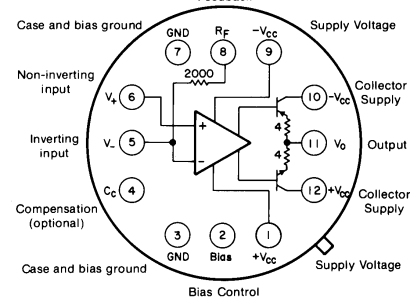 Case and bias ground
GND
7
RF
8
-VCC
9
Supply Voltage
2000
Non-inverting
input
V+
6
+
10
-VCC
Collector
Supply
4
Inverting
input
V-
5
-
11
VO
Output
4
CC
4
12
+VCC
Collector
Supply
Compensation
(optional)
3
GND
2
Bias
1
+VCC
Case and bias ground
Supply Voltage
Bias Control